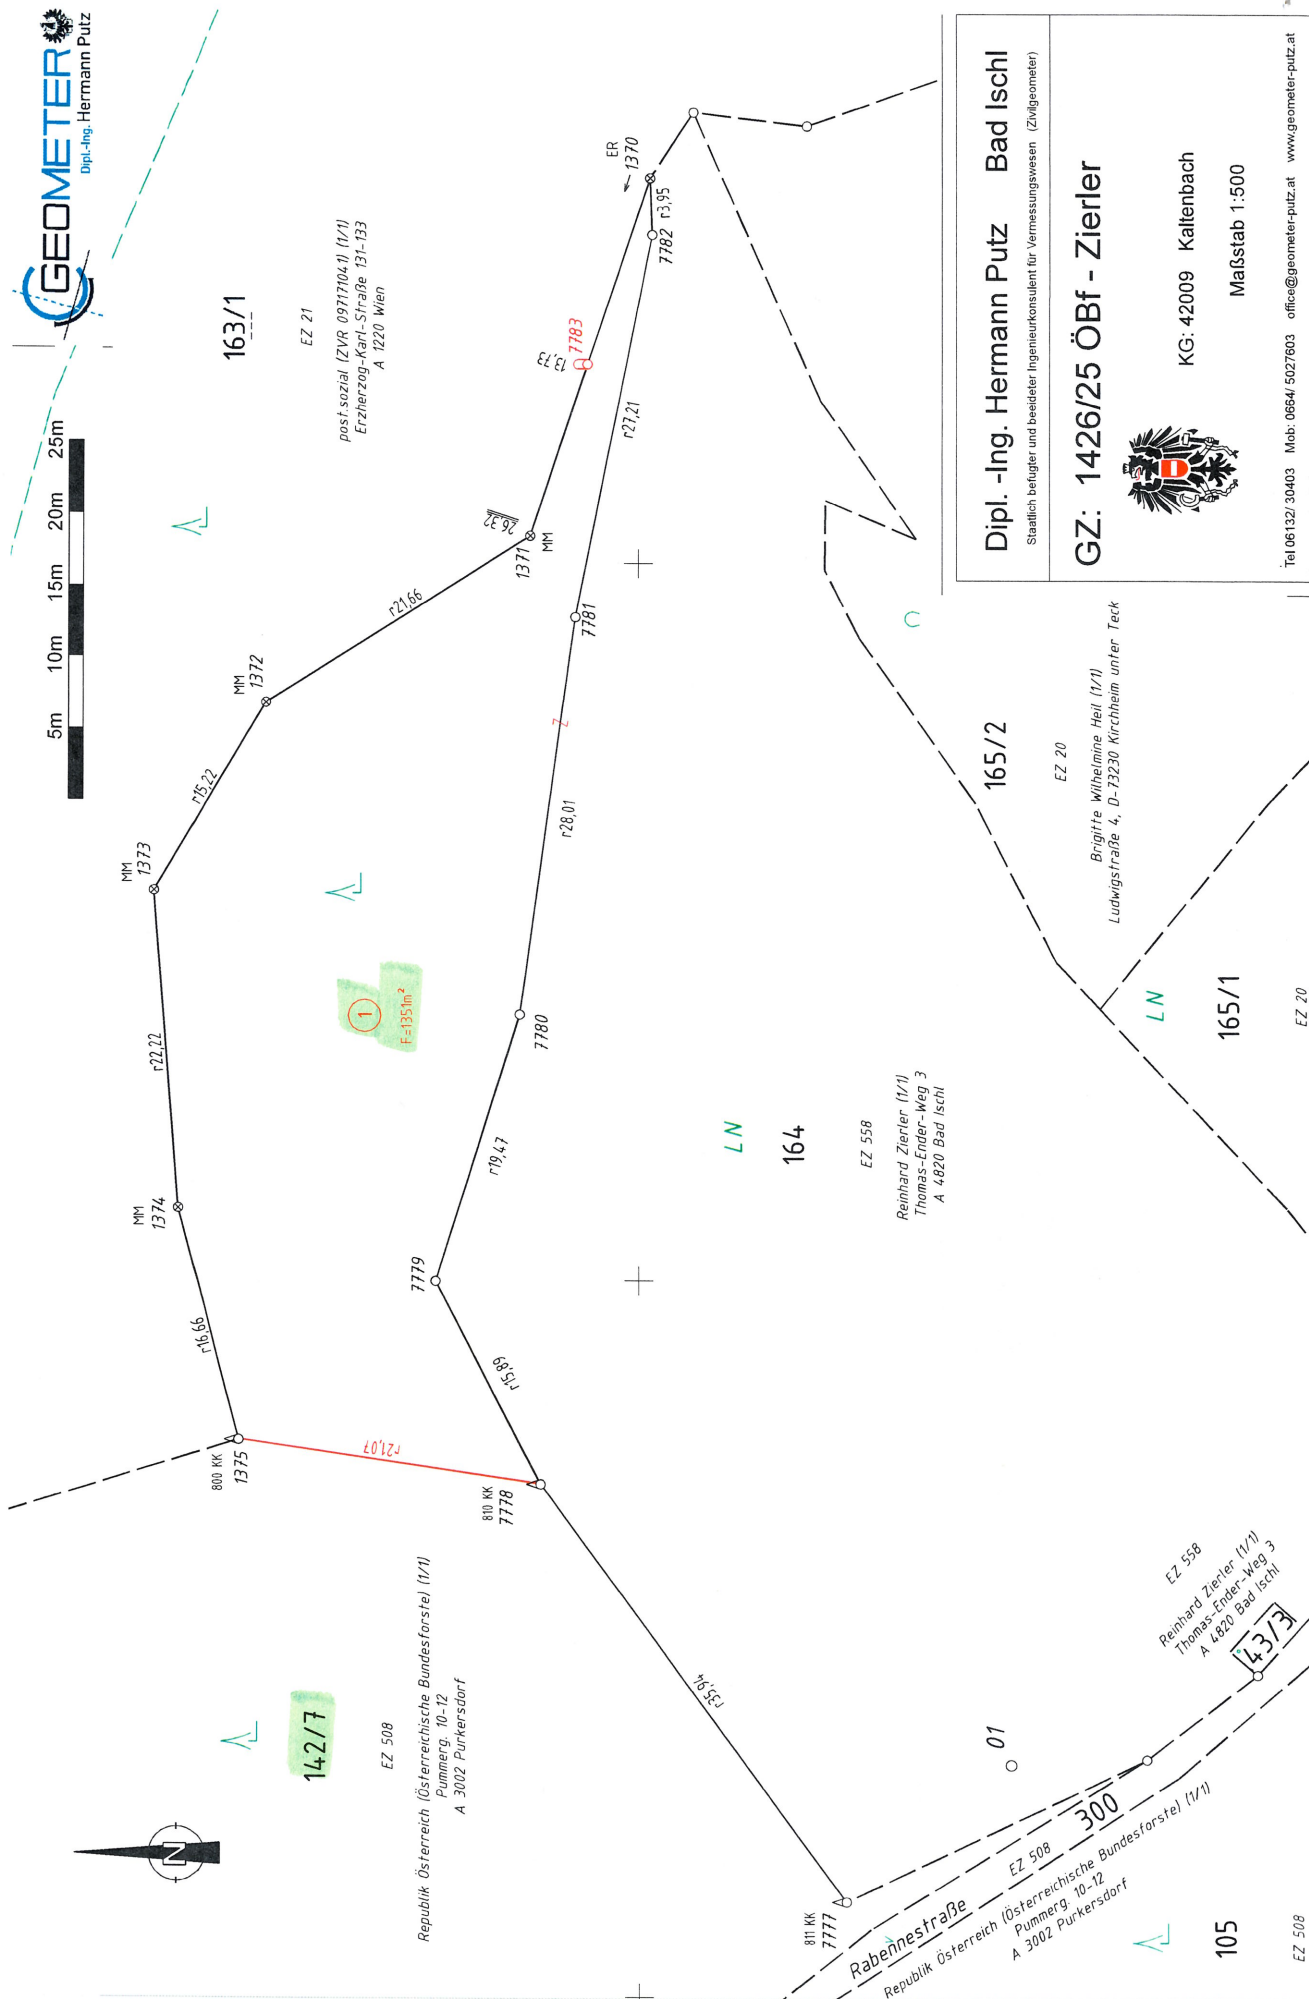 GEOMETER
Dipl.-Ing. Hermann Putz
5m 10m 15m 20m 25m
163/1
EZ 21
post.sozial (ZVR 097171041) (1/1)
Erzherzog-Karl-Straße 131-133
A 1220 Wien
ER
1370
r3,95
7782
7783
13,73
r27,21
26,32
1371
MM
7781
r21,66
MM
1372
r15,22
MM
1373
r22,22
MM
1374
r16,66
800 KK
1375
r21,07
810 KK
7778
r15,89
7779
r19,47
7780
r28,01
Z
1
F=1351m²
N
142/7
EZ 508
Republik Österreich (Österreichische Bundesforste) (1/1)
Pummerg. 10-12
A 3002 Purkersdorf
r35,94
811 KK
7777
LN
164
EZ 558
Reinhard Zierler (1/1)
Thomas-Ender-Weg 3
A 4820 Bad Ischl
165/2
EZ 20
Brigitte Wilhelmine Heil (1/1)
Ludwigstraße 4, D-73230 Kirchheim unter Teck
LN
165/1
EZ 20
01
EZ 558
Reinhard Zierler (1/1)
Thomas-Ender-Weg 3
A 4820 Bad Ischl
43/3
Rabennestraße
EZ 508
300
Republik Österreich (Österreichische Bundesforste) (1/1)
Pummerg. 10-12
A 3002 Purkersdorf
105
EZ 508
Dipl. -Ing. Hermann Putz Bad Ischl
Staatlich befugter und beeideter Ingenieurkonsulent für Vermessungswesen (Zivilgeometer)
GZ: 1426/25 ÖBf - Zierler
KG: 42009 Kaltenbach
Maßstab 1:500
Tel 06132/ 30403 Mob: 0664/ 5027603 office@geometer-putz.at www.geometer-putz.at